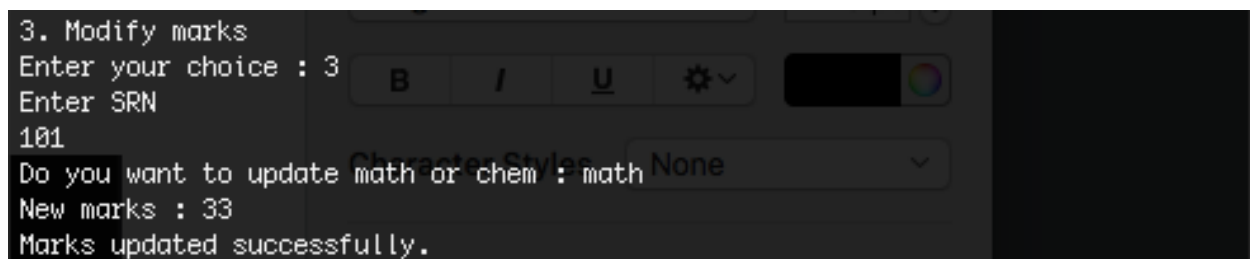 3. Modify marks
Enter your choice : 3
B I U
Enter SRN
101
Do you want to update math or chem : math
Character Styles None
New marks : 33
Marks updated successfully.